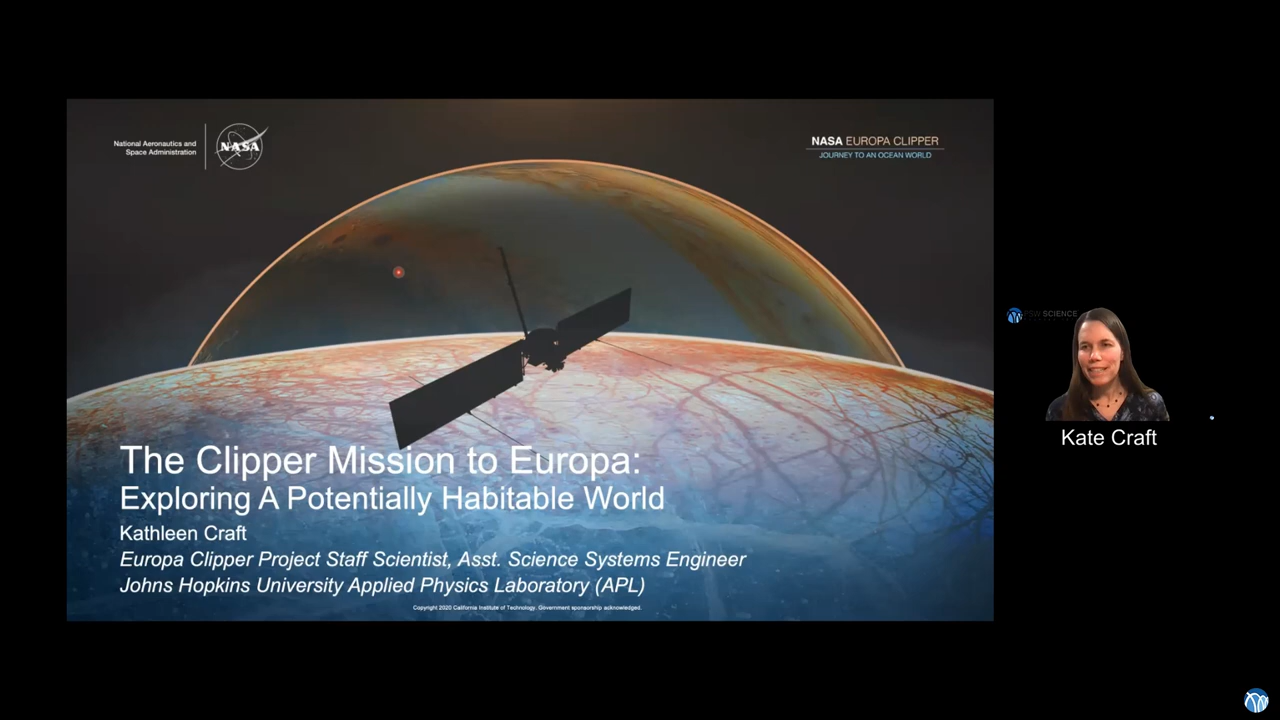 National Aeronautics and
Space Administration
NASA
NASA EUROPA CLIPPER
JOURNEY TO AN OCEAN WORLD
The Clipper Mission to Europa:
Exploring A Potentially Habitable World
Kathleen Craft
Europa Clipper Project Staff Scientist, Asst. Science Systems Engineer
Johns Hopkins University Applied Physics Laboratory (APL)
Copyright 2020 California Institute of Technology. Government sponsorship acknowledged.
PSW SCIENCE
Kate Craft